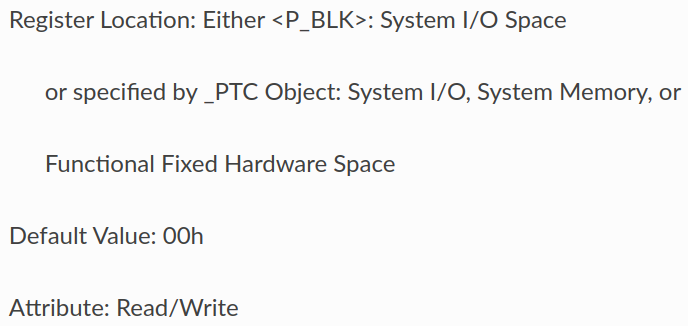 Register Location: Either <P_BLK>: System I/O Space
or specified by _PTC Object: System I/O, System Memory, or
Functional Fixed Hardware Space
Default Value: 00h
Attribute: Read/Write